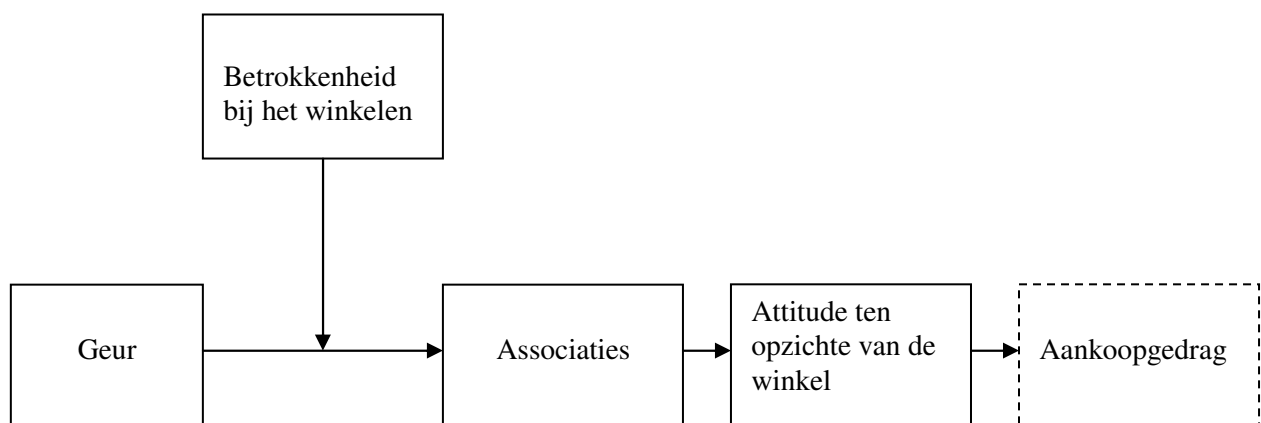 Betrokkenheid
bij het winkelen
Geur
Associaties
Attitude ten
opzichte van de
winkel
Aankoopgedrag